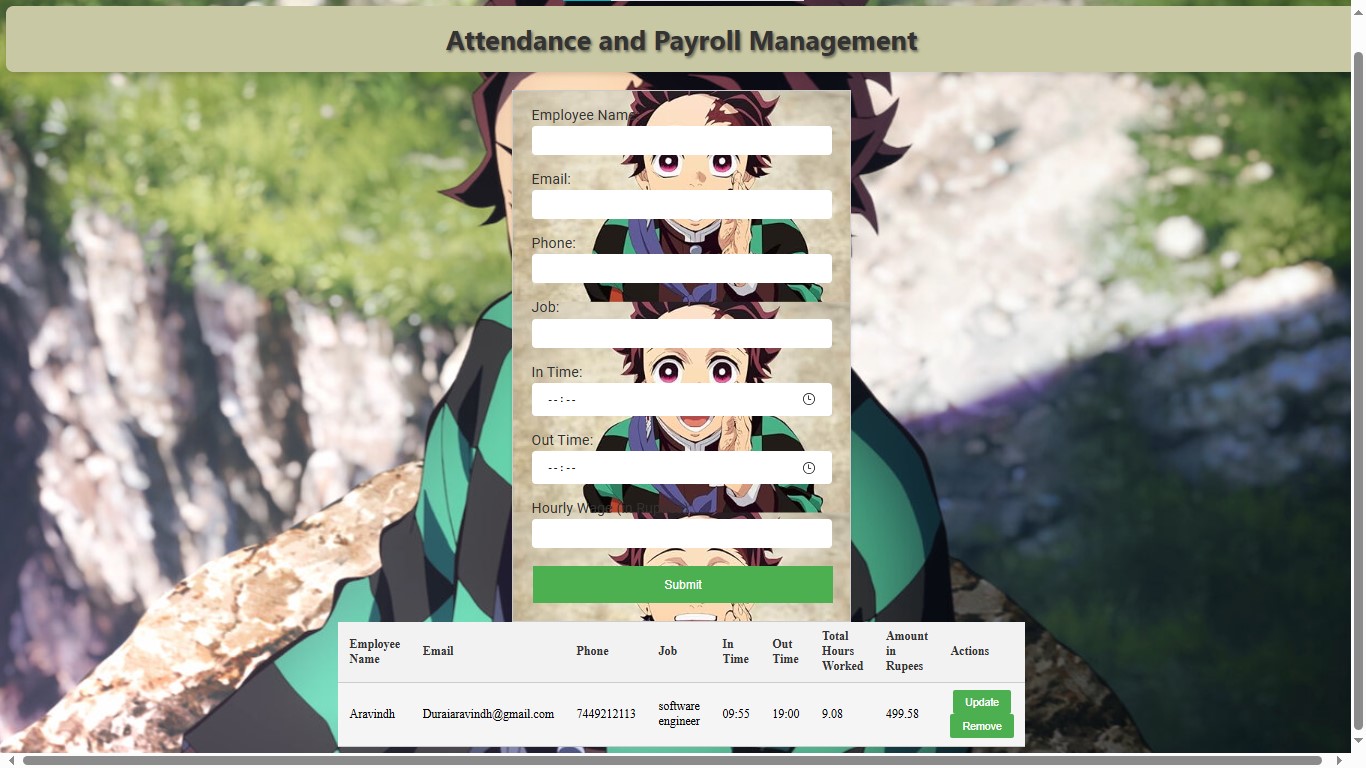 Attendance and Payroll Management
Employee Name
Email:
Phone:
Job:
In Time:
--:--
Out Time:
--:--
Hourly Wage (in Rup
Submit
Employee Name Email Phone Job In Time Out Time Total Hours Worked Amount in Rupees Actions
Aravindh Duraiaravindh@gmail.com 7449212113 software engineer 09:55 19:00 9.08 499.58 Update
Remove